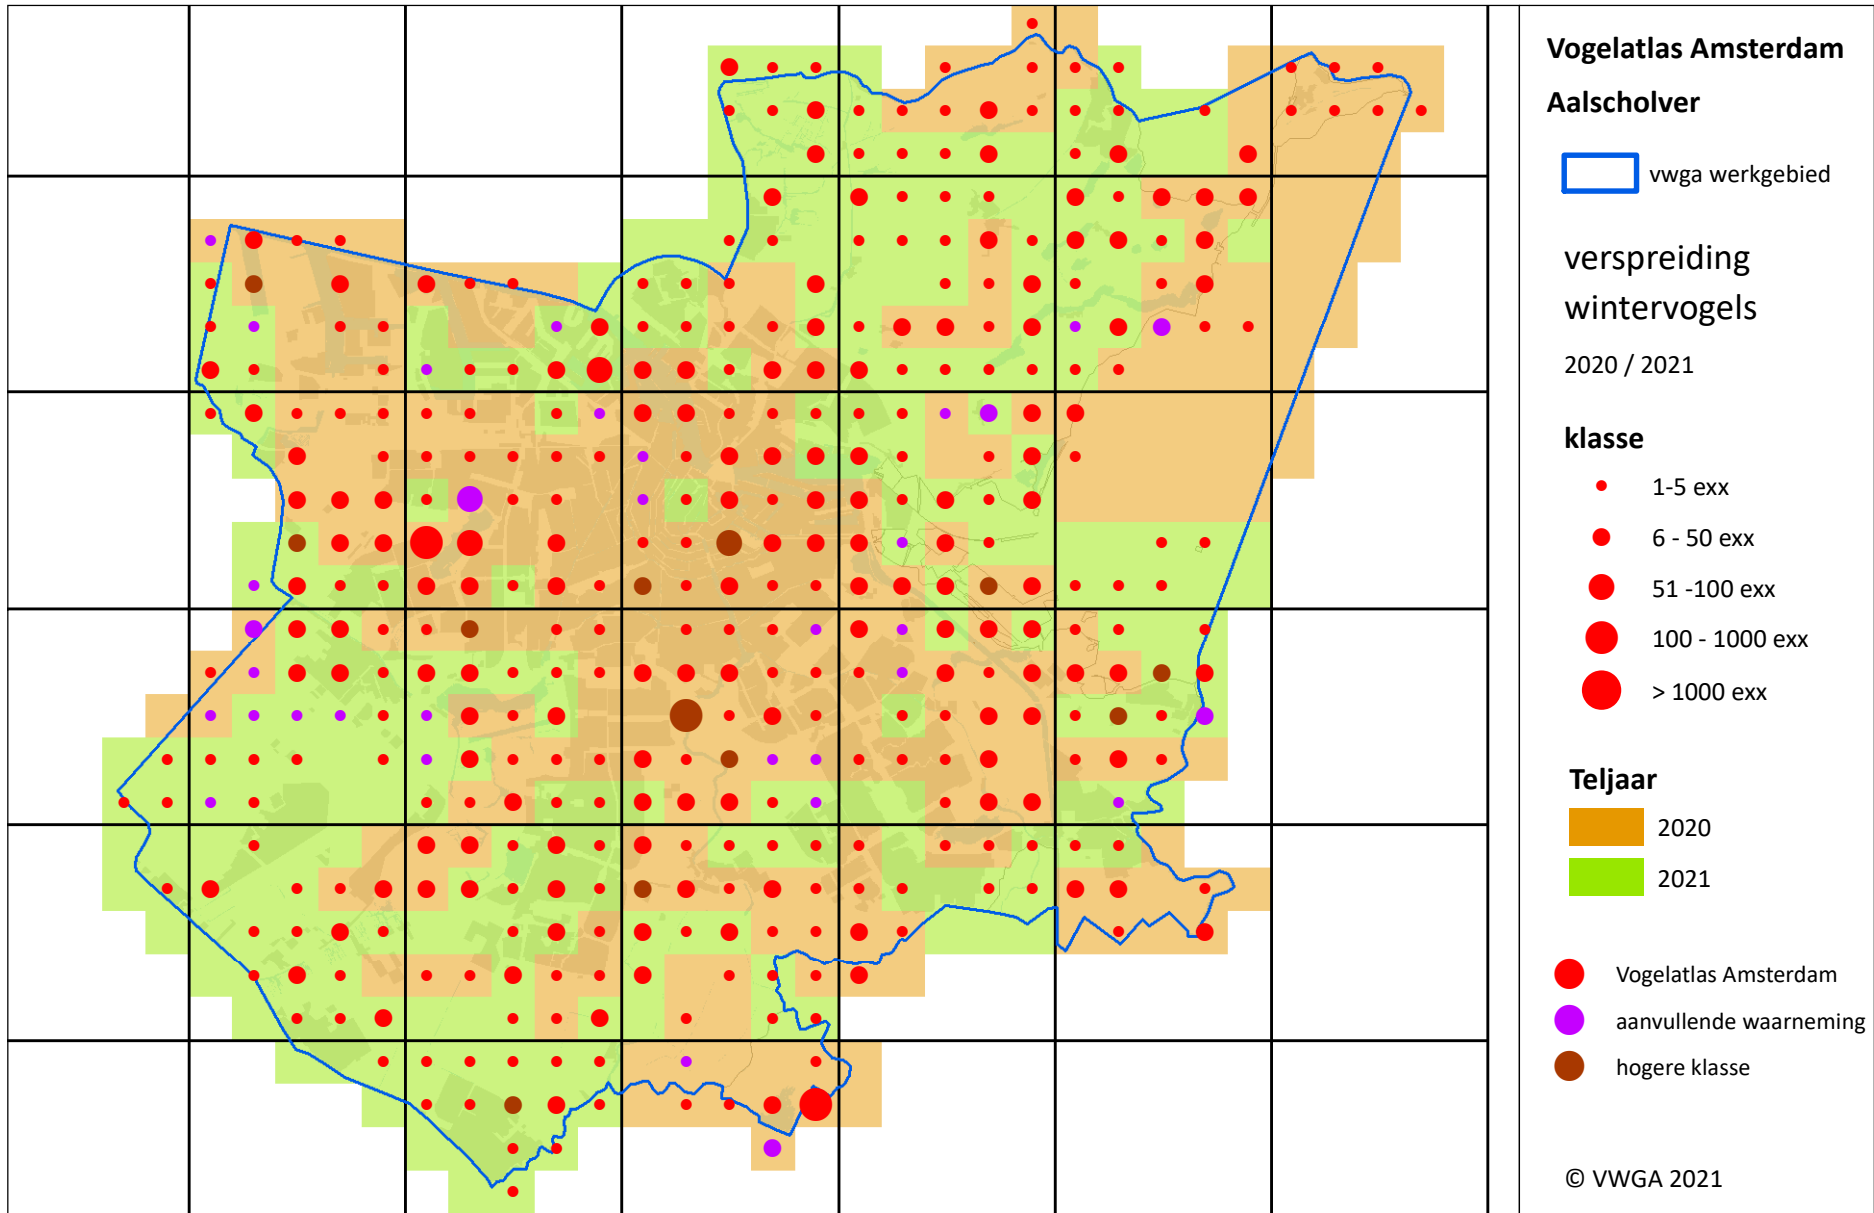 Vogelatlas Amsterdam
Aalscholver
vwga werkgebied
verspreiding
wintervogels
2020 / 2021
klasse
1-5 exx
6 - 50 exx
51 -100 exx
100 - 1000 exx
> 1000 exx
Teljaar
2020
2021
Vogelatlas Amsterdam
aanvullende waarneming
hogere klasse
© VWGA 2021